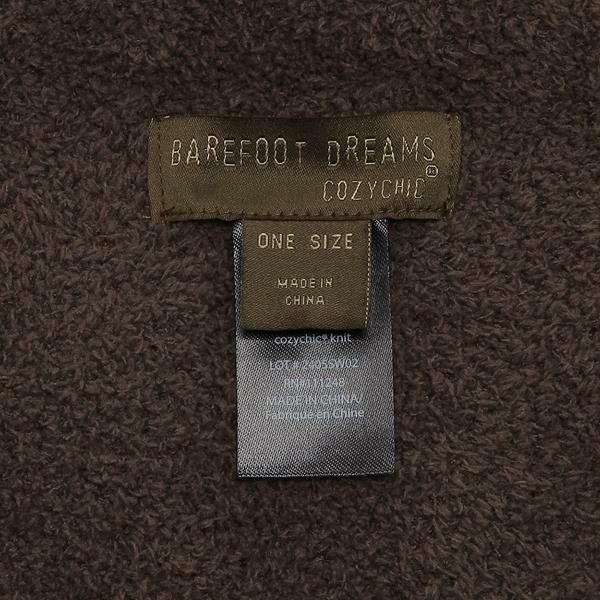 BAREFOOT DREAMS
COZYCHIC®
ONE SIZE
MADE IN
CHINA
cozychic® knit
LOT # 2405SW02
RN#111248
MADE IN CHINA/
Fabriqué en Chine